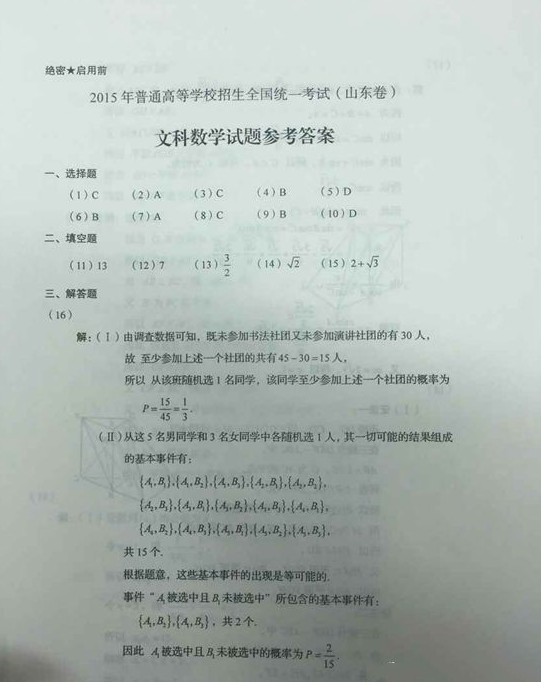 绝密★启用前
2015 年普通高等学校招生全国统一考试(山东卷)
文科数学试题参考答案
一、选择题
(1)C (2)A (3)C (4)B (5)D
(6)B (7)A (8)C (9)B (10)D
二、填空题
(11)13 (12)7 (13)3/2 (14)√2 (15)2+√3
三、解答题
(16)
解:(Ⅰ)由调查数据可知,既未参加书法社团又未参加演讲社团的有 30 人,
故 至少参加上述一个社团的共有 45-30=15 人,
所以 从该班随机选 1 名同学,该同学至少参加上述一个社团的概率为
P=15/45=1/3.
(Ⅱ)从这 5 名男同学和 3 名女同学中各随机选 1 人,其一切可能的结果组成
的基本事件有:
{A₁,B₁},{A₁,B₂},{A₁,B₃},{A₂,B₁},{A₂,B₂},
{A₂,B₃},{A₃,B₁},{A₃,B₂},{A₃,B₃},{A₄,B₁},
{A₄,B₂},{A₄,B₃},{A₅,B₁},{A₅,B₂},{A₅,B₃},
共 15 个.
根据题意,这些基本事件的出现是等可能的.
事件“A₁被选中且 B₁未被选中”所包含的基本事件有:
{A₁,B₂},{A₁,B₃},共 2 个.
因此 A₁被选中且 B₁未被选中的概率为 P=2/15.